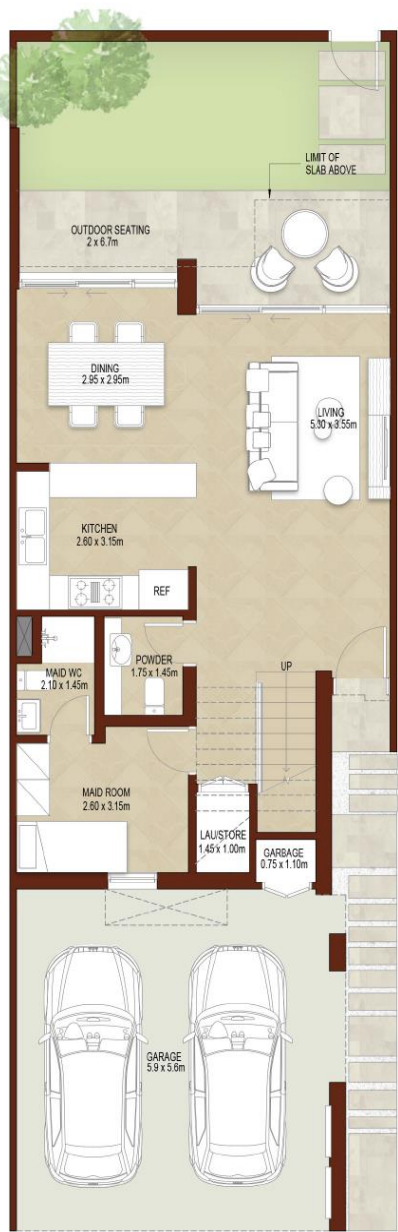 LIMIT OF
SLAB ABOVE
OUTDOOR SEATING
2 x 6.7m
DINING
2.95 x 2.95m
LIVING
5.30 x 3.55m
KITCHEN
2.60 x 3.15m
REF
POWDER
1.75 x 1.45m
MAID WC
2.10 x 1.45m
UP
MAID ROOM
2.60 x 3.15m
LAU/STORE
1.45 x 1.00m
GARBAGE
0.75 x 1.10m
GARAGE
5.9 x 5.6m